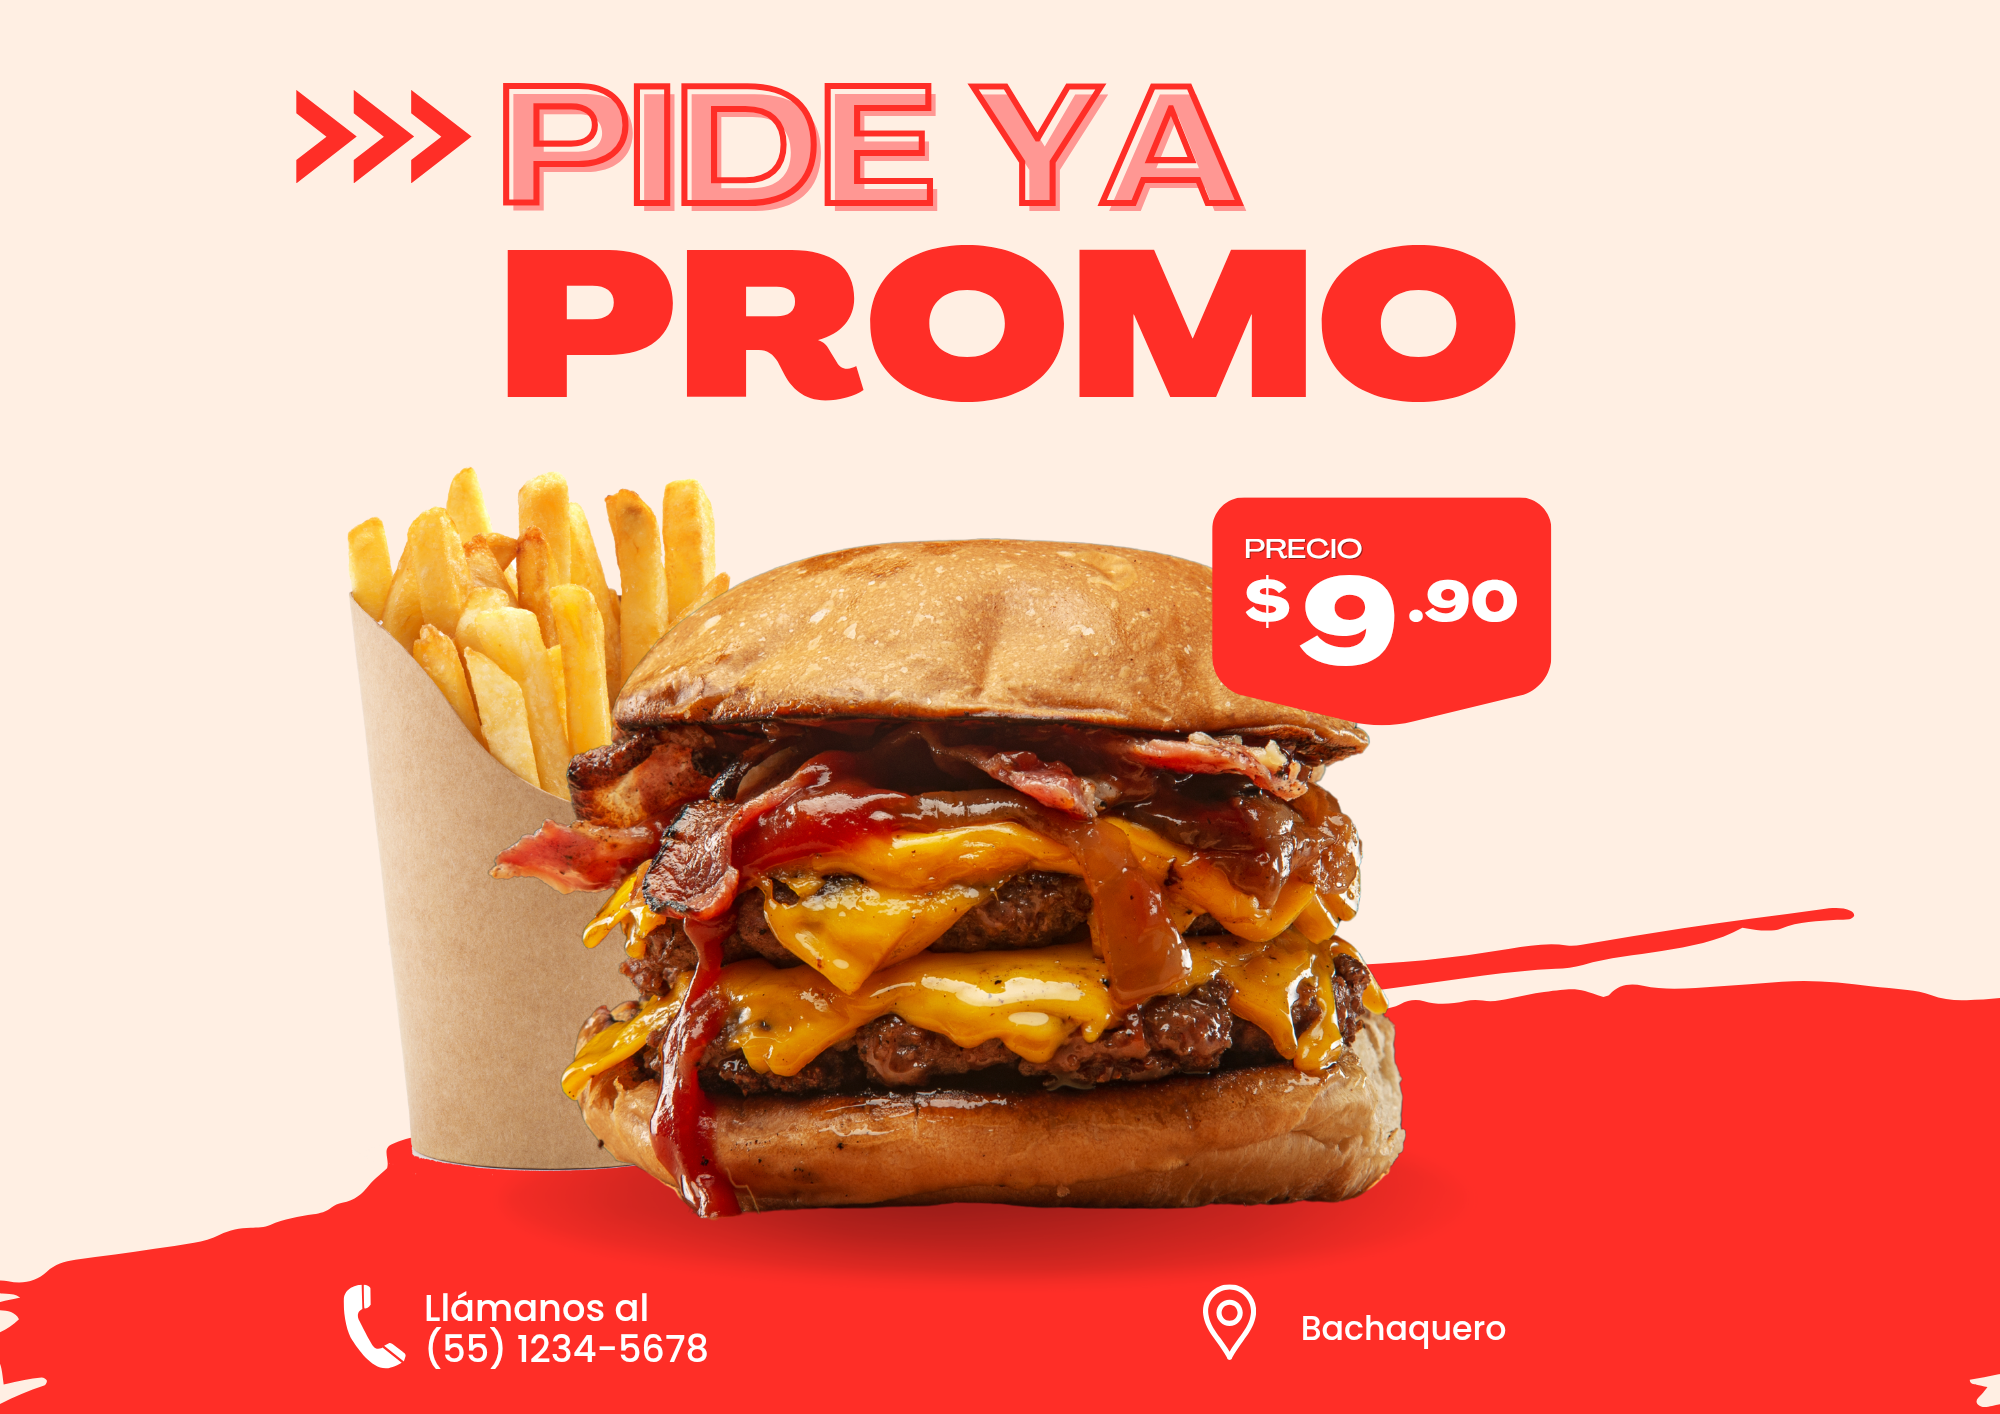 >>> PIDE YA
PROMO
PRECIO
$9.90
Llámanos al
(55) 1234-5678
Bachaquero